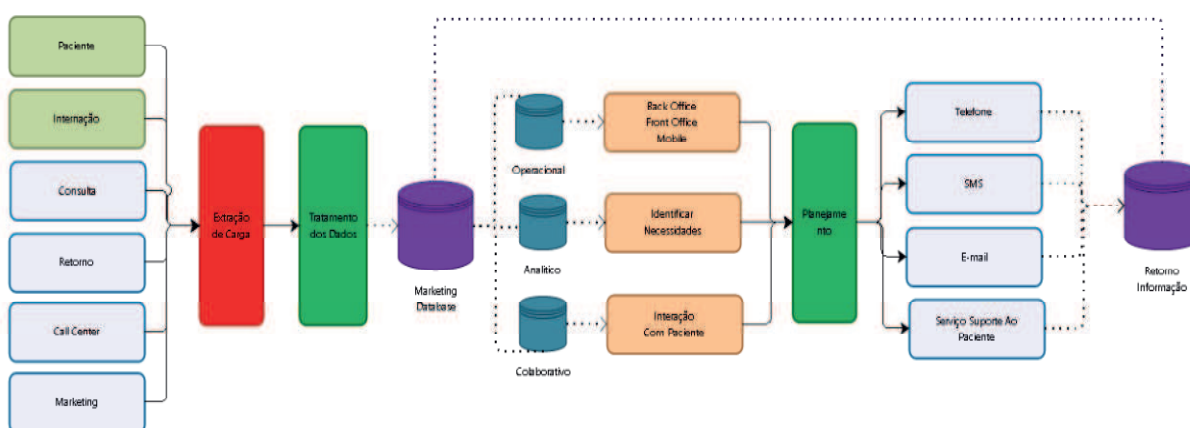 Paciente
Internação
Consulta
Retorno
Call Center
Marketing
Extração
de Carga
Tratamento
dos Dados
Marketing
Database
Operacional
Analítico
Colaborativo
Back Office
Front Office
Mobile
Identificar
Necessidades
Interação
Com Paciente
Planejame
nto
Telefone
SMS
E-mail
Serviço Suporte Ao
Paciente
Retorno
Informação